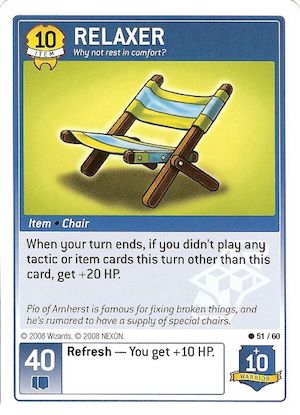 10
ITEM
RELAXER
Why not rest in comfort?
Item • Chair
When your turn ends, if you didn't play any
tactic or item cards this turn other than this
card, get +20 HP.
Pio of Amherst is famous for fixing broken things, and
he's rumored to have a supply of special chairs.
© 2008 Wizards. © 2008 NEXON.
● 51 / 60
40
Refresh — You get +10 HP.
+
10
WARRIOR